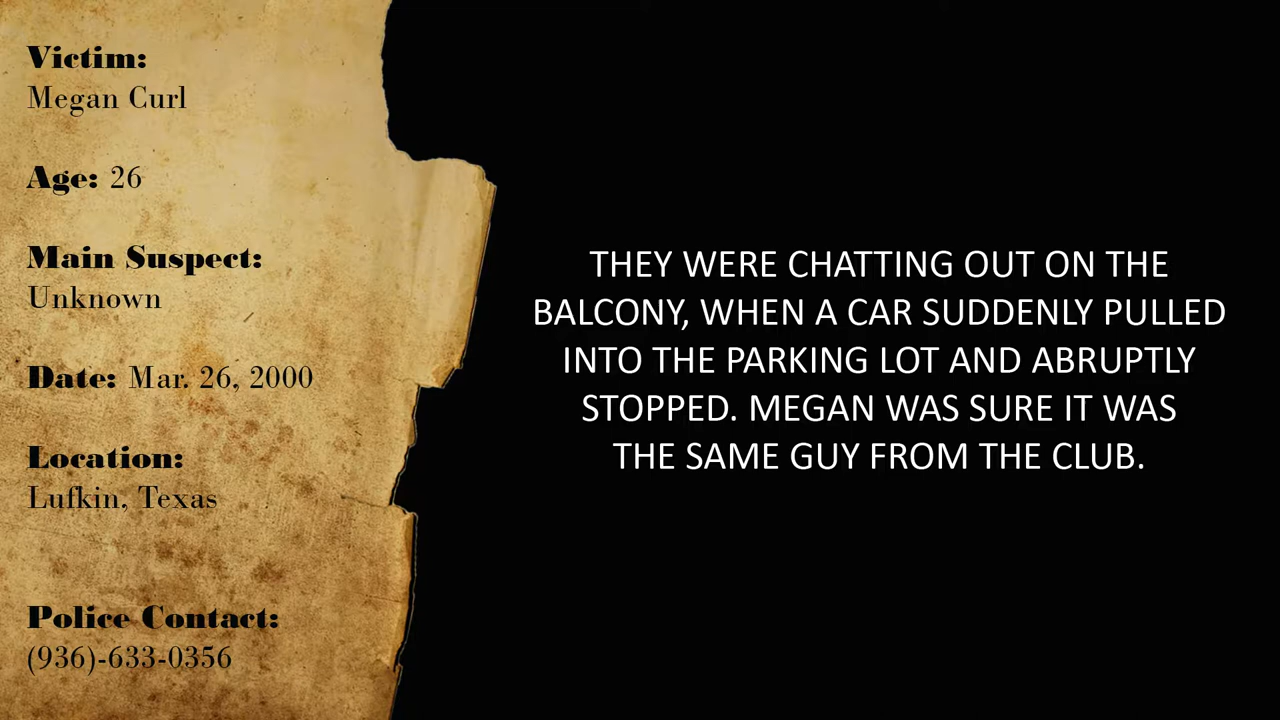 Victim:
Megan Curl
Age: 26
Main Suspect:
Unknown
Date: Mar. 26, 2000
Location:
Lufkin, Texas
Police Contact:
(936)-633-0356
THEY WERE CHATTING OUT ON THE
BALCONY, WHEN A CAR SUDDENLY PULLED
INTO THE PARKING LOT AND ABRUPTLY
STOPPED. MEGAN WAS SURE IT WAS
THE SAME GUY FROM THE CLUB.